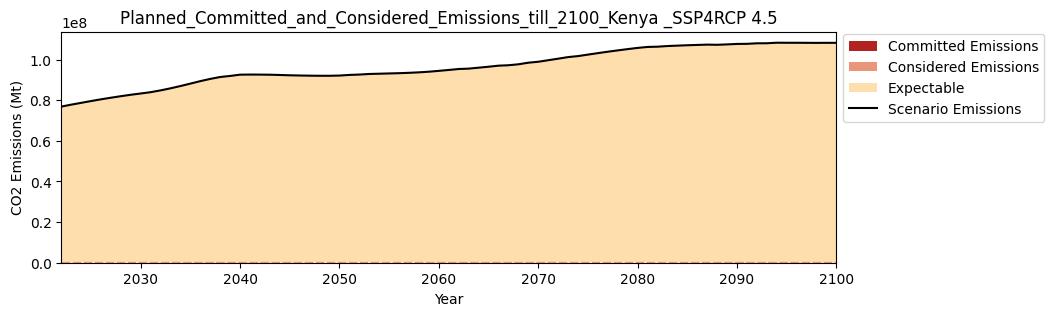 Planned_Committed_and_Considered_Emissions_till_2100_Kenya _SSP4RCP 4.5
1e8
1.0
0.8
0.6
0.4
0.2
0.0
CO2 Emissions (Mt)
2030 2040 2050 2060 2070 2080 2090 2100
Year
Committed Emissions
Considered Emissions
Expectable
Scenario Emissions